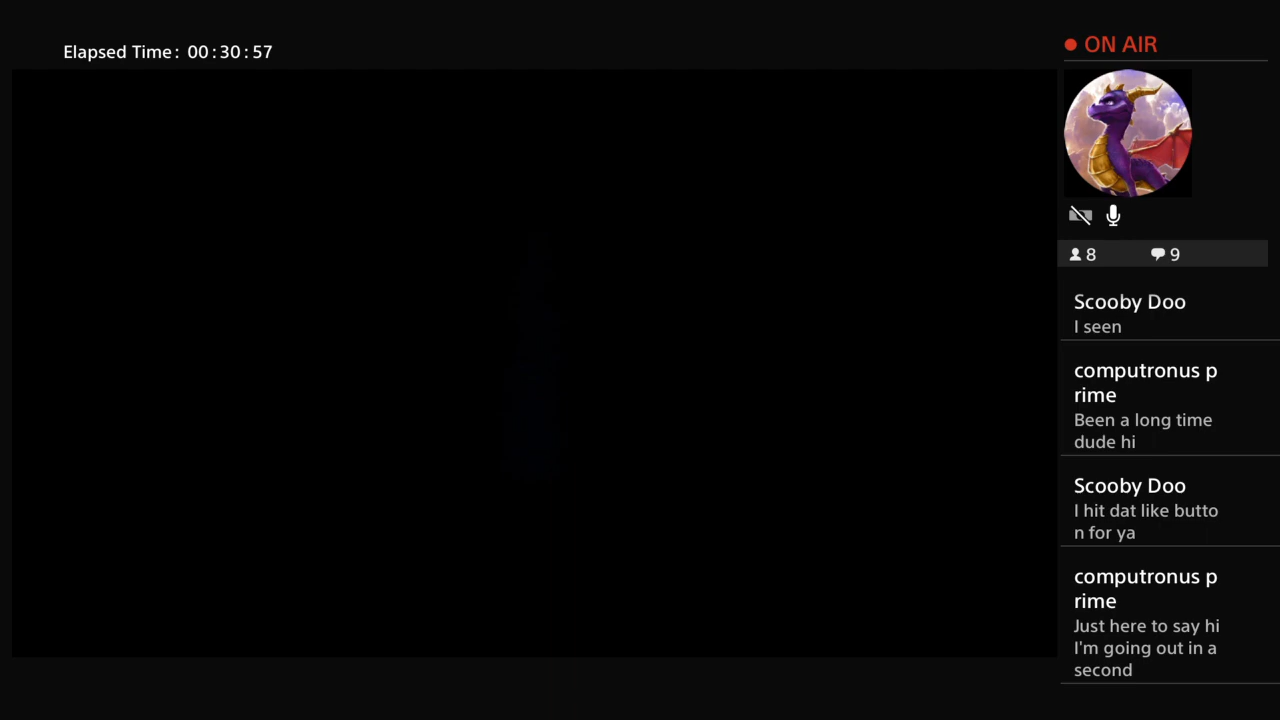 Elapsed Time: 00:30:57
ON AIR
8 9
Scooby Doo
I seen
computronus p
rime
Been a long time
dude hi
Scooby Doo
I hit dat like butto
n for ya
computronus p
rime
Just here to say hi
I'm going out in a
second